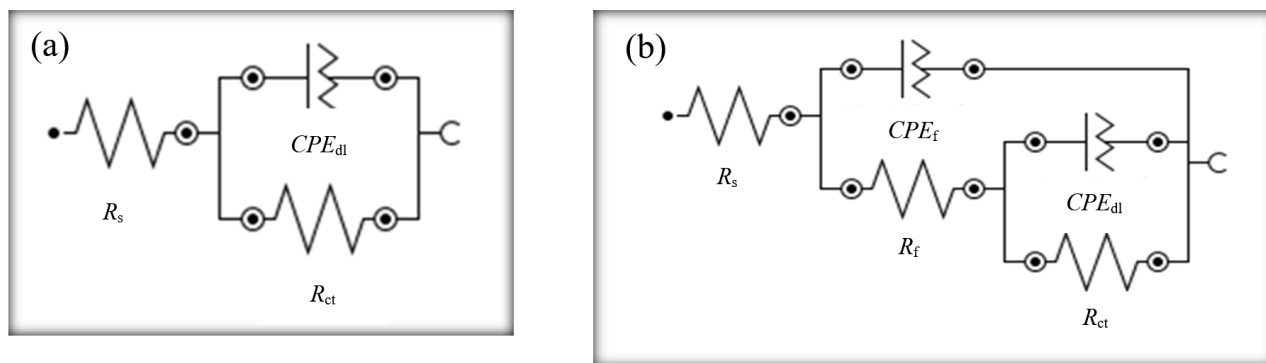 (a)
CPEdl
Rs
Rct
(b)
CPEf
Rs
CPEdl
Rf
Rct